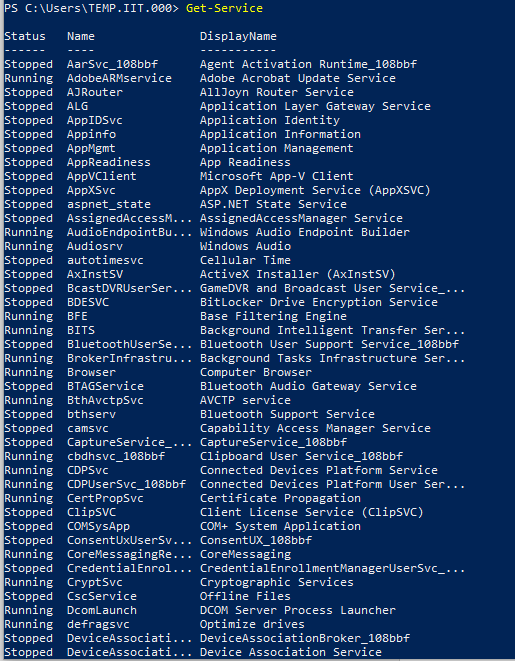 PS C:\Users\TEMP.IIT.000> Get-Service
Status   Name               DisplayName
------   ----               -----------
Stopped  AarSvc_108bbf      Agent Activation Runtime_108bbf
Running  AdobeARMservice    Adobe Acrobat Update Service
Stopped  AJRouter           AllJoyn Router Service
Stopped  ALG                Application Layer Gateway Service
Stopped  AppIDSvc           Application Identity
Stopped  Appinfo            Application Information
Stopped  AppMgmt            Application Management
Stopped  AppReadiness       App Readiness
Stopped  AppVClient         Microsoft App-V Client
Stopped  AppXSvc            AppX Deployment Service (AppXSVC)
Stopped  aspnet_state       ASP.NET State Service
Stopped  AssignedAccessM... AssignedAccessManager Service
Running  AudioEndpointBu... Windows Audio Endpoint Builder
Running  Audiosrv           Windows Audio
Stopped  autotimesvc        Cellular Time
Stopped  AxInstSV           ActiveX Installer (AxInstSV)
Stopped  BcastDVRUserSer... GameDVR and Broadcast User Service_...
Stopped  BDESVC             BitLocker Drive Encryption Service
Running  BFE                Base Filtering Engine
Running  BITS               Background Intelligent Transfer Ser...
Stopped  BluetoothUserSe... Bluetooth User Support Service_108bbf
Running  BrokerInfrastru... Background Tasks Infrastructure Ser...
Running  Browser            Computer Browser
Stopped  BTAGService        Bluetooth Audio Gateway Service
Running  BthAvctpSvc        AVCTP service
Stopped  bthserv            Bluetooth Support Service
Stopped  camsvc             Capability Access Manager Service
Stopped  CaptureService_... CaptureService_108bbf
Running  cbdhsvc_108bbf     Clipboard User Service_108bbf
Running  CDPSvc             Connected Devices Platform Service
Running  CDPUserSvc_108bbf  Connected Devices Platform User Ser...
Running  CertPropSvc        Certificate Propagation
Stopped  ClipSVC            Client License Service (ClipSVC)
Stopped  COMSysApp          COM+ System Application
Stopped  ConsentUxUserSv... ConsentUX_108bbf
Running  CoreMessagingRe... CoreMessaging
Stopped  CredentialEnrol... CredentialEnrollmentManagerUserSvc_...
Running  CryptSvc           Cryptographic Services
Stopped  CscService         Offline Files
Running  DcomLaunch         DCOM Server Process Launcher
Running  defragsvc          Optimize drives
Stopped  DeviceAssociati... DeviceAssociationBroker_108bbf
Stopped  DeviceAssociati... Device Association Service